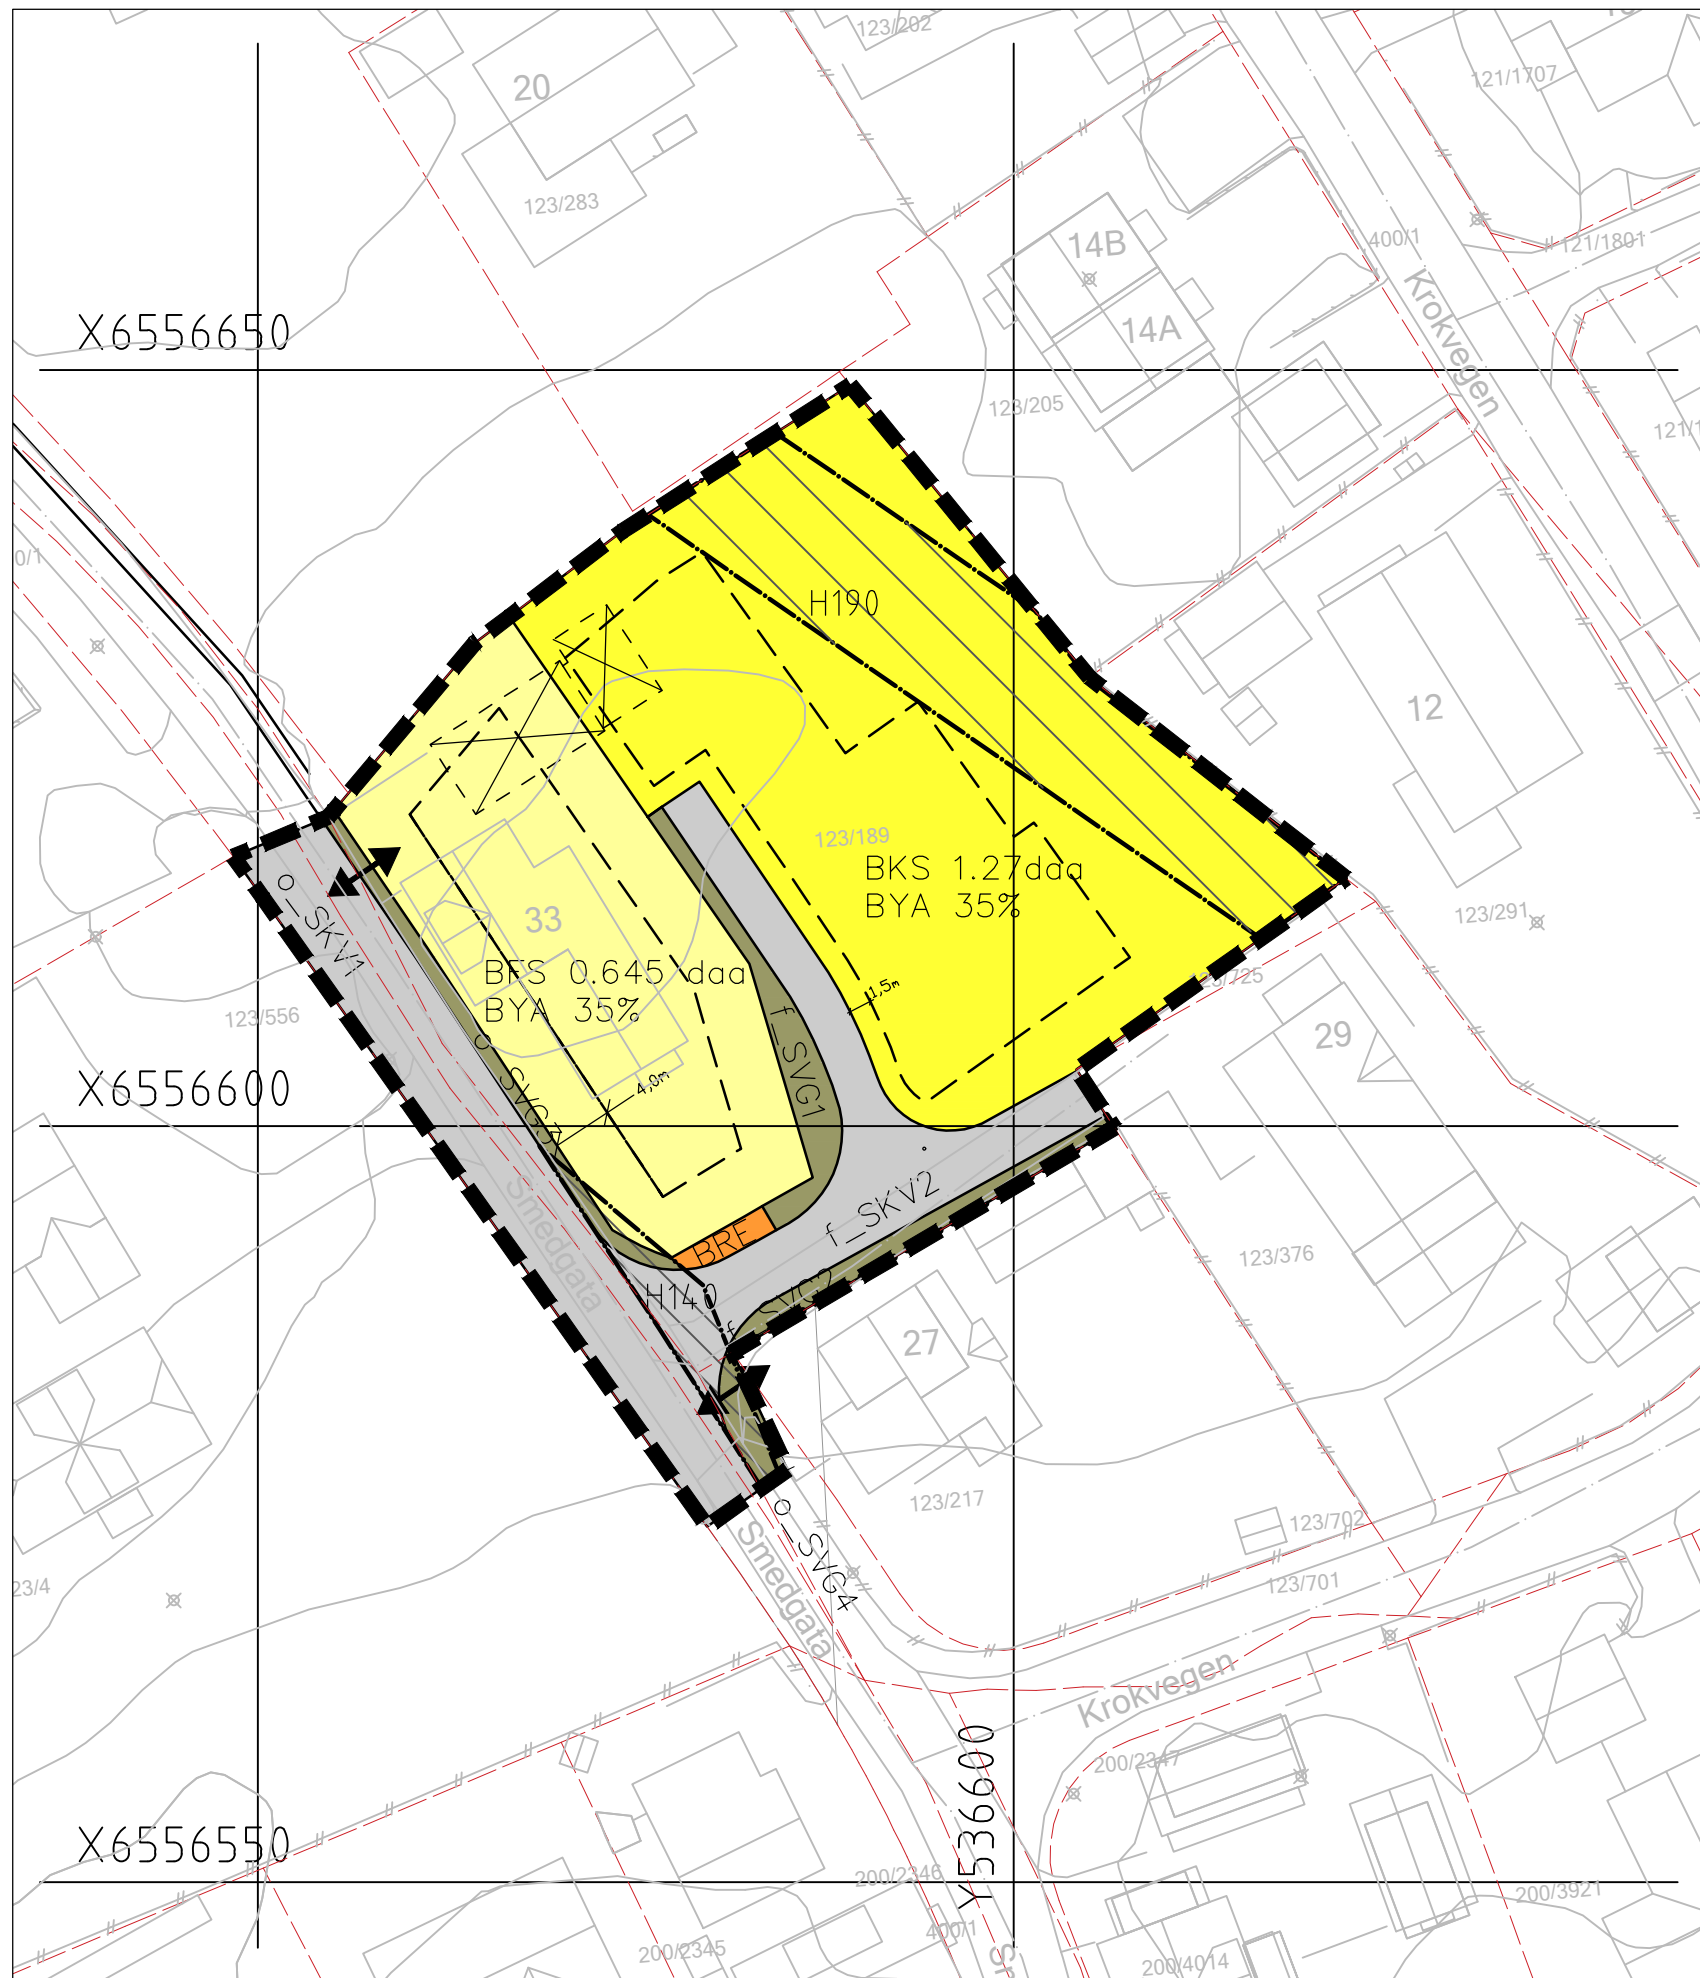 123/202
20
121/1707
123/283
14B
400/1
121/1801
X6556650
14A
Krokvegen
123/205
H190
12
123/189
BKS 1.27daa
BYA 35%
33
123/291
o_SKV1
BFS 0.645 daa
BYA 35%
1,5m
123/556
f_SVG1
29
X6556600
4,0m
o_SVG3
f_SKV2
BRF
Smedgata
H140
f_SVG2
123/376
27
123/217
123/702
o_SVG4
Smedgata
123/701
Krokvegen
Y536600
200/2347
X6556550
200/2346
200/3921
400/1
200/2345
200/4014